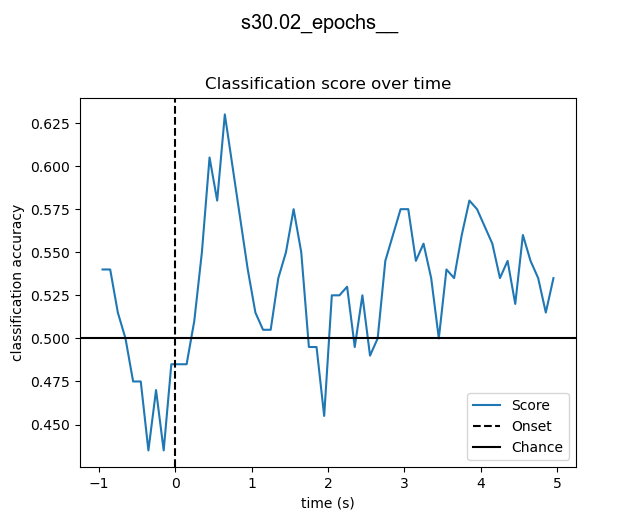 s30.02_epochs__
Classification score over time
classification accuracy
0.625
0.600
0.575
0.550
0.525
0.500
0.475
0.450
Score
Onset
Chance
−1
0
1
2
3
4
5
time (s)